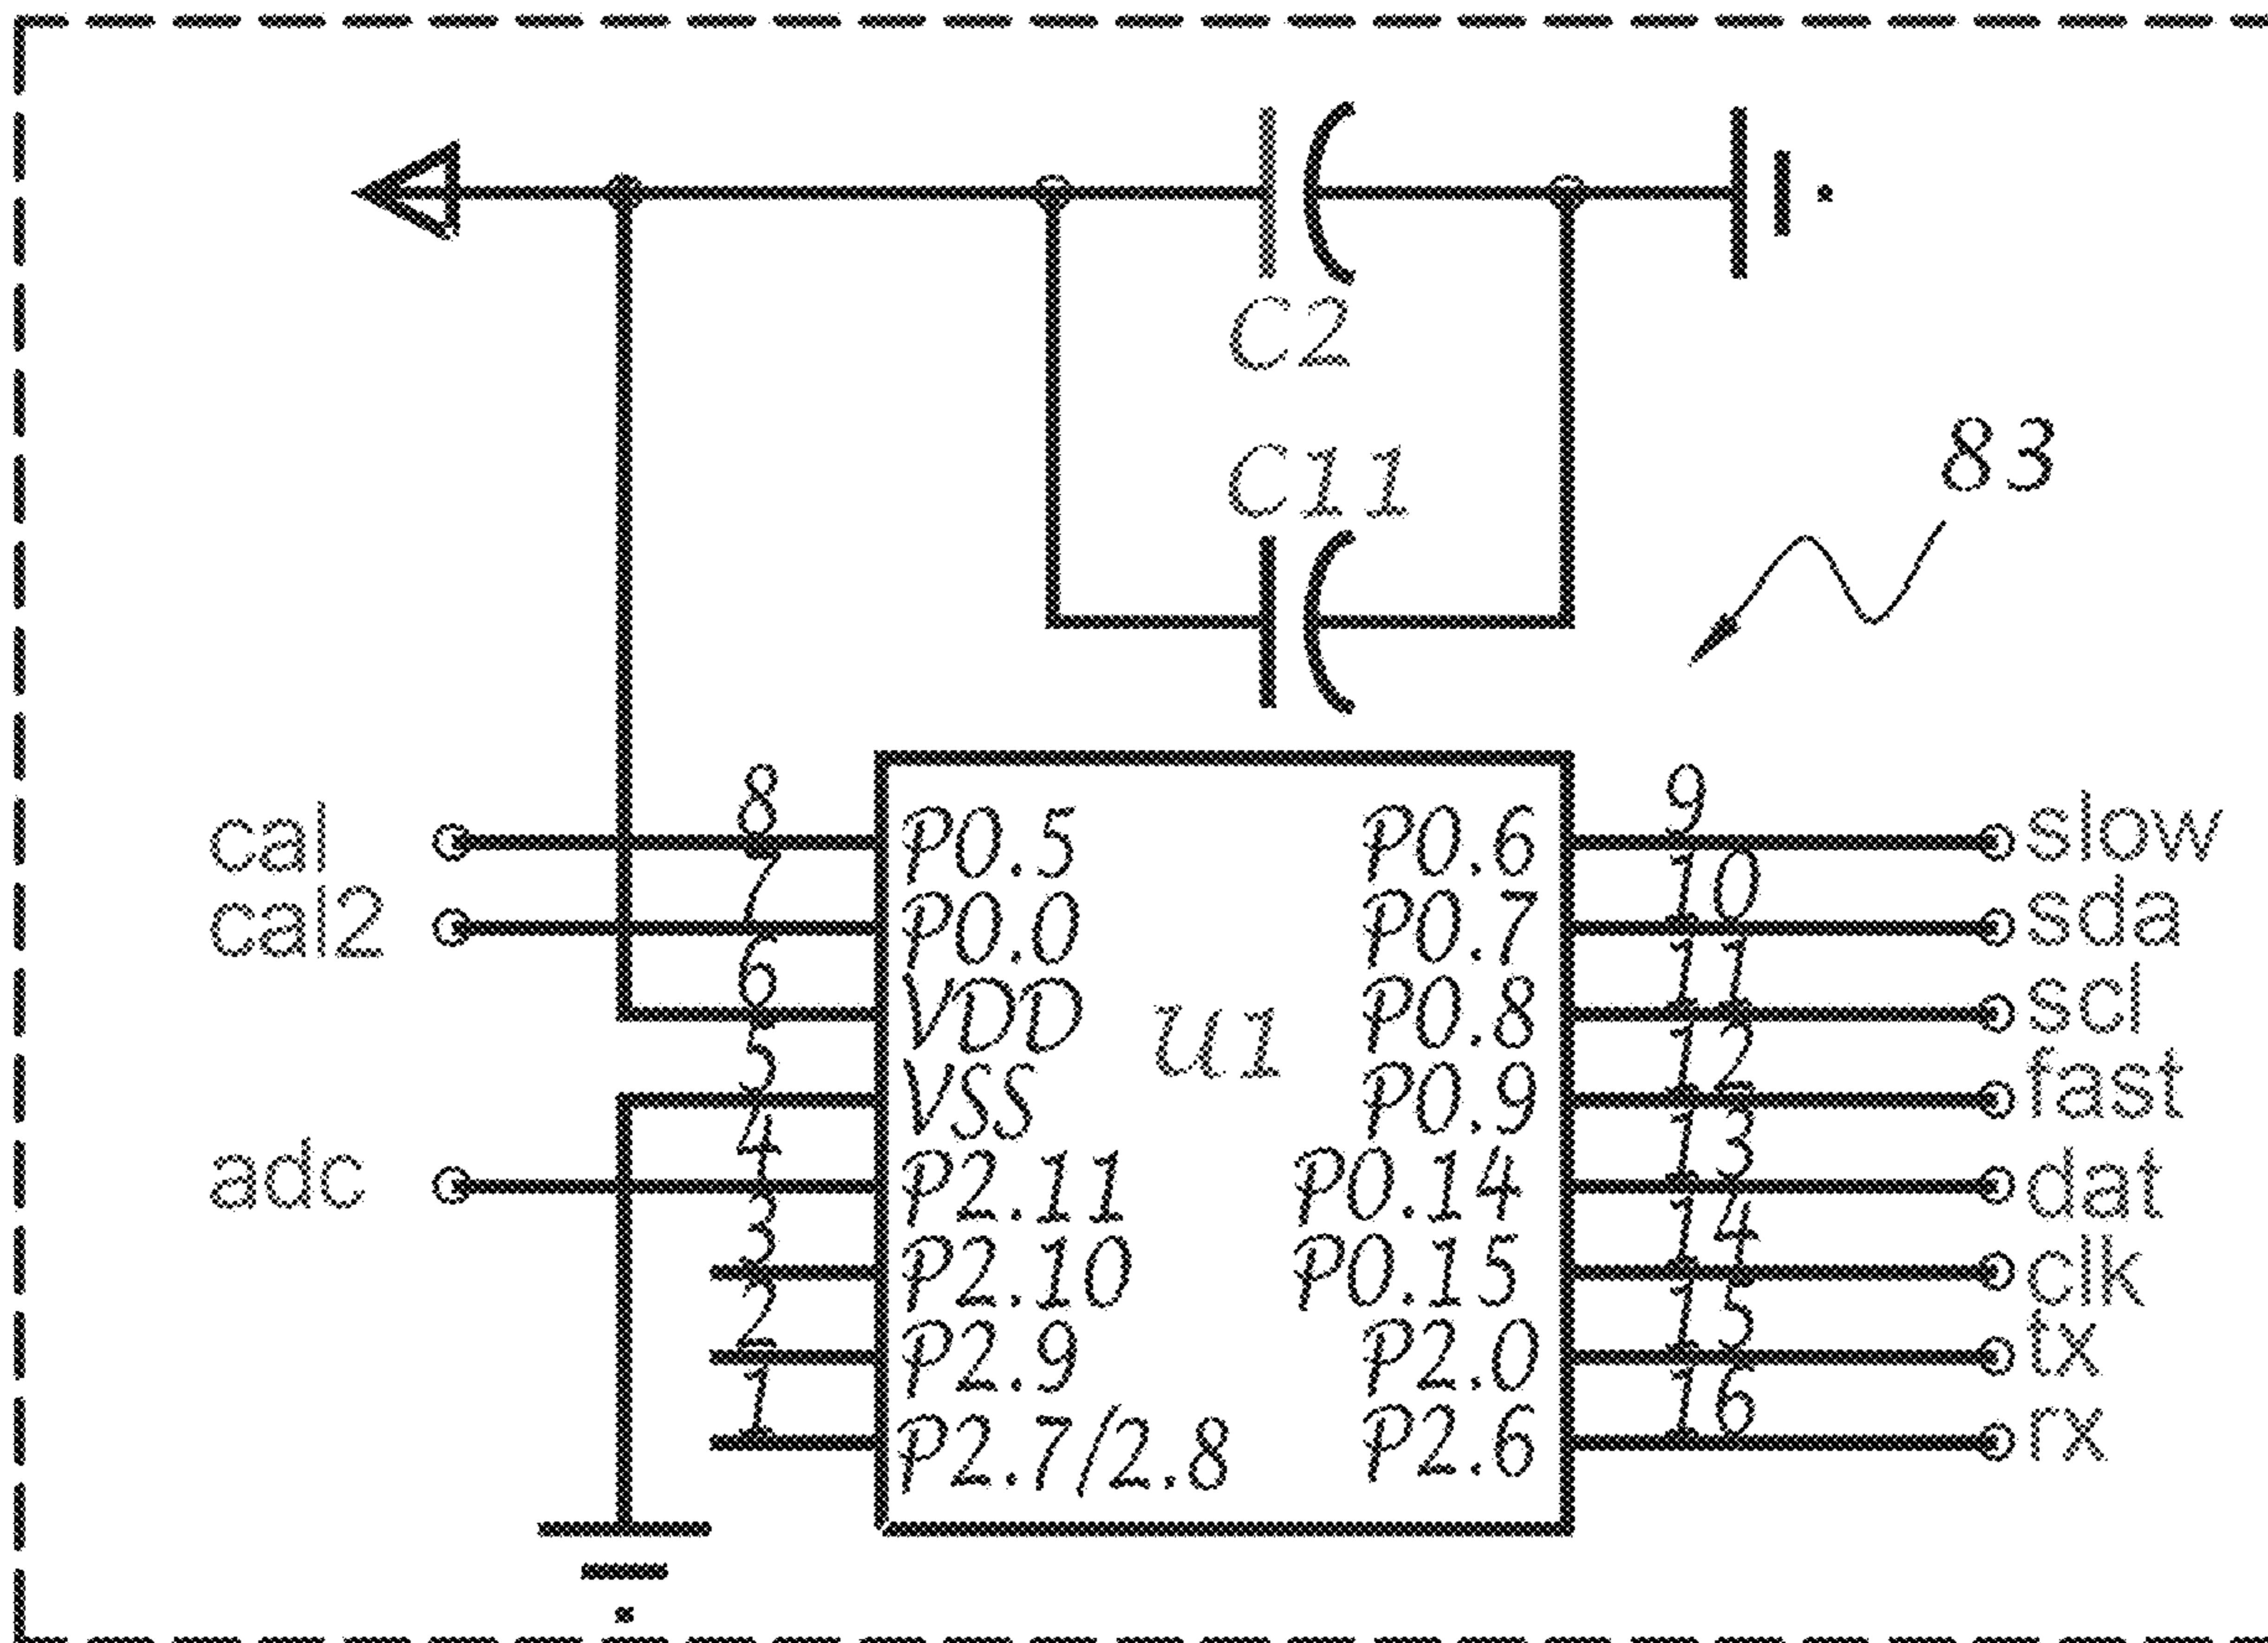 C2
C11
83
cal 8 P0.5 P0.6 9 slow
cal2 7 P0.0 P0.7 10 sda
6 VDD u1 P0.8 11 scl
5 VSS P0.9 12 fast
adc 4 P2.11 P0.14 13 dat
3 P2.10 P0.15 14 clk
2 P2.9 P2.0 15 tx
1 P2.7/2.8 P2.6 16 rx